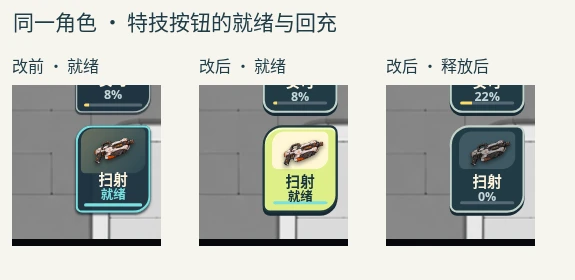 同一角色 · 特技按钮的就绪与回充
改前 · 就绪
改后 · 就绪
改后 · 释放后
8%
8%
22%
扫射
就绪
扫射
就绪
扫射
0%